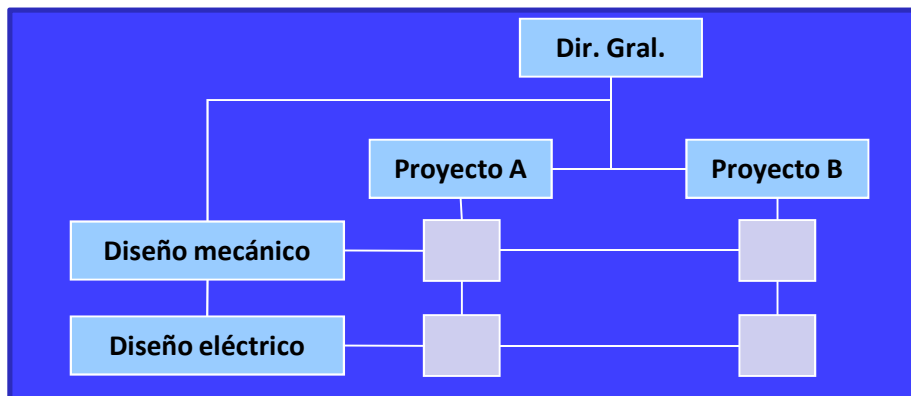 Dir. Gral.
Proyecto A
Proyecto B
Diseño mecánico
Diseño eléctrico